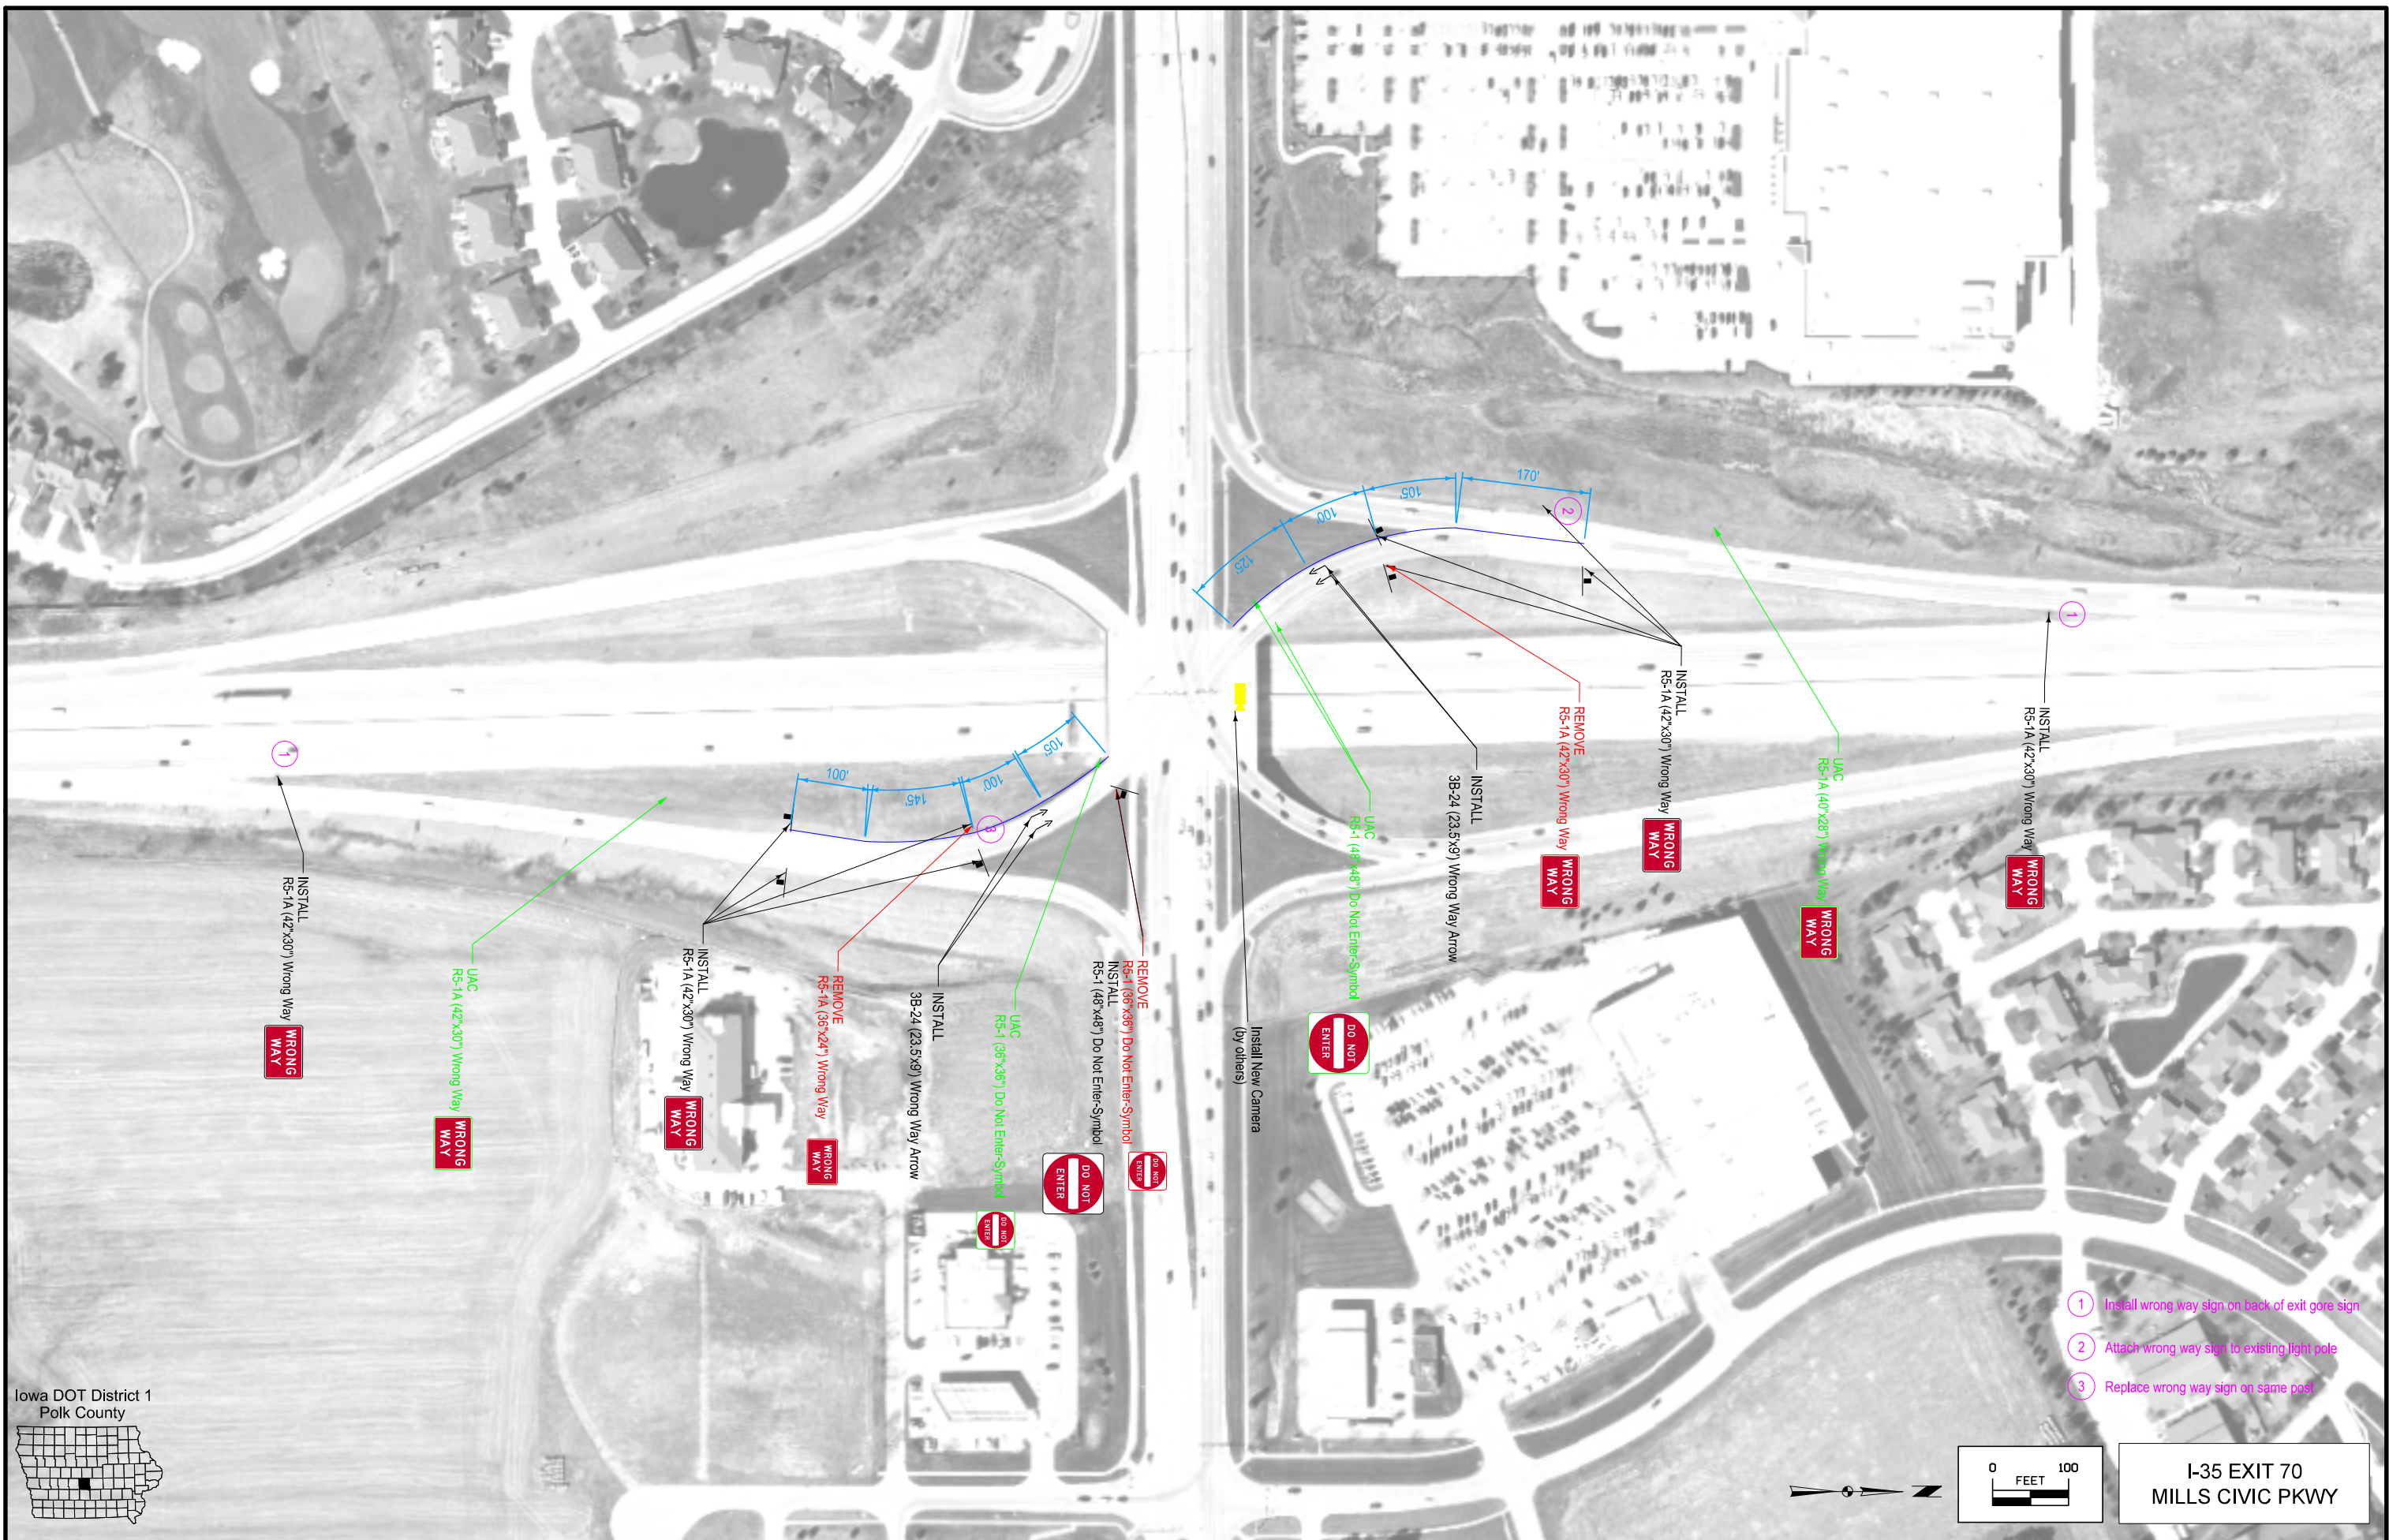 170'
105'
100'
125'
2
1
INSTALL
R5-1A (42"x30") Wrong Way
WRONG
WAY
UAC
R5-1A (40"x28") Wrong Way
WRONG
WAY
INSTALL
R5-1A (42"x30") Wrong Way
WRONG
WAY
REMOVE
R5-1A (42"x30") Wrong Way
WRONG
WAY
INSTALL
3B-24 (23.5'x9') Wrong Way Arrow
UAC
R5-1 (48"x48") Do Not Enter-Symbol
DO NOT
ENTER
Install New Camera
(by others)
105'
100'
145'
100'
3
1
REMOVE
R5-1 (36"x36") Do Not Enter-Symbol
INSTALL
R5-1 (48"x48") Do Not Enter-Symbol
DO NOT
ENTER
DO NOT
ENTER
UAC
R5-1 (36"x36") Do Not Enter-Symbol
DO NOT
ENTER
INSTALL
3B-24 (23.5'x9') Wrong Way Arrow
REMOVE
R5-1A (36"x24") Wrong Way
WRONG
WAY
INSTALL
R5-1A (42"x30") Wrong Way
WRONG
WAY
UAC
R5-1A (42"x30") Wrong Way
WRONG
WAY
INSTALL
R5-1A (42"x30") Wrong Way
WRONG
WAY
1 Install wrong way sign on back of exit gore sign
2 Attach wrong way sign to existing light pole
3 Replace wrong way sign on same post
Iowa DOT District 1
Polk County
0 100
FEET
I-35 EXIT 70
MILLS CIVIC PKWY